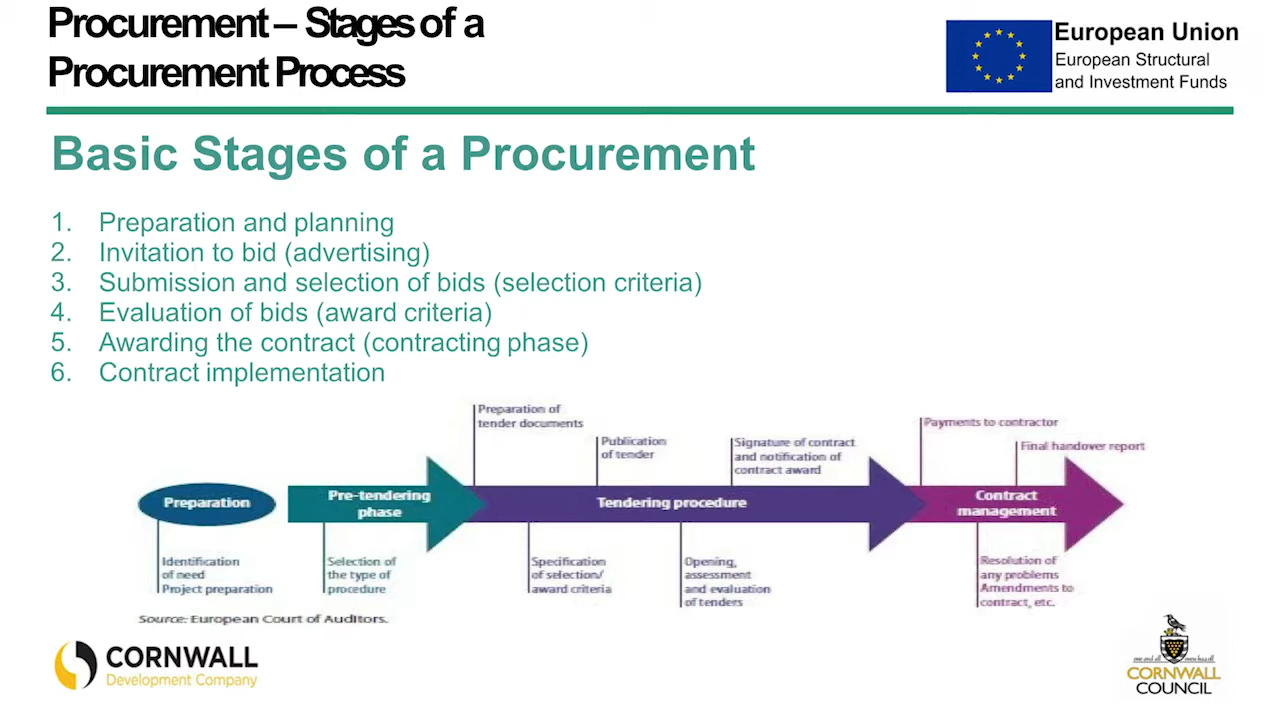 Procurement – Stages of a
Procurement Process
European Union
European Structural
and Investment Funds
Basic Stages of a Procurement
1. Preparation and planning
2. Invitation to bid (advertising)
3. Submission and selection of bids (selection criteria)
4. Evaluation of bids (award criteria)
5. Awarding the contract (contracting phase)
6. Contract implementation
Preparation of
tender documents
Publication
of tender
Signature of contract
and notification of
contract award
Payments to contractor
Final handover report
Preparation
Pre-tendering
phase
Tendering procedure
Contract
management
Identification
of need
Project preparation
Selection of
the type of
procedure
Specification
of selection/
award criteria
Opening,
assessment
and evaluation
of tenders
Resolution of
any problems
Amendments to
contract, etc.
Source: European Court of Auditors.
CORNWALL
Development Company
one and all
CORNWALL
COUNCIL